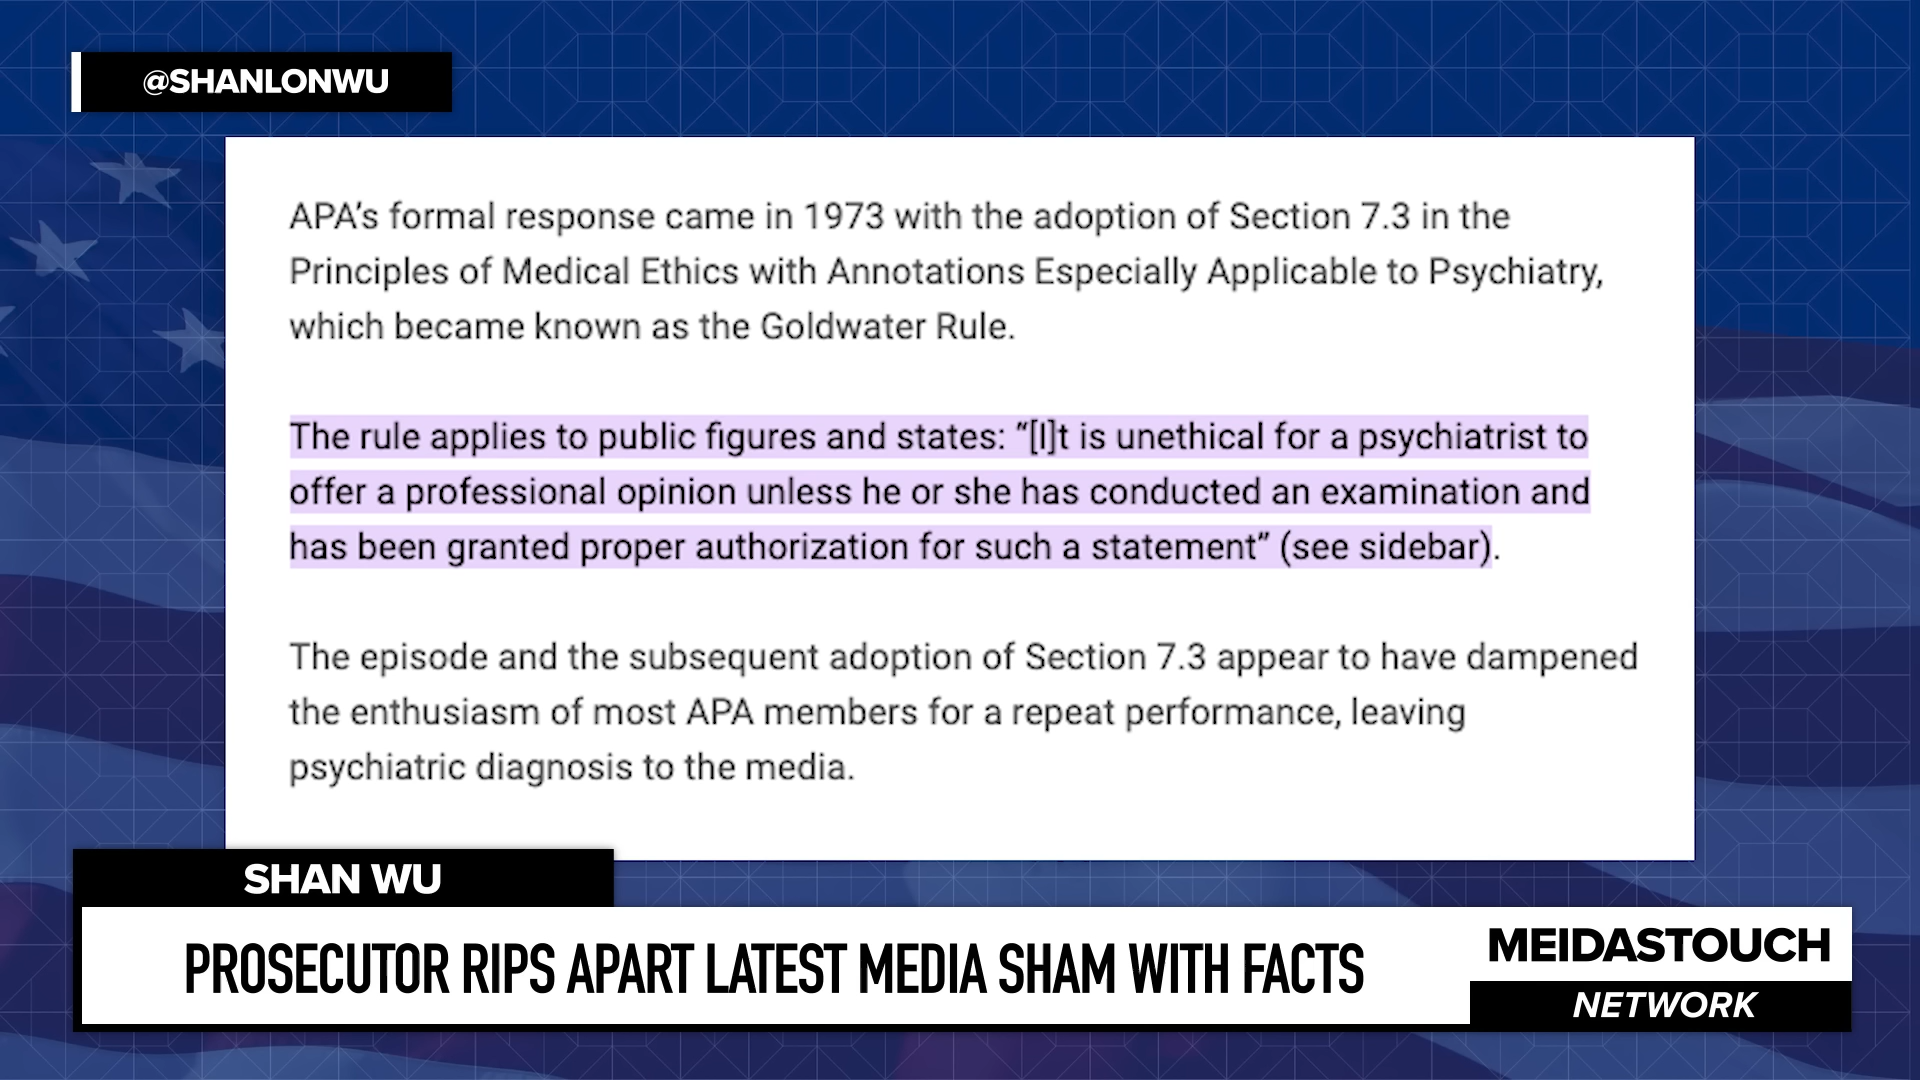 @SHANLONWU
APA’s formal response came in 1973 with the adoption of Section 7.3 in the
Principles of Medical Ethics with Annotations Especially Applicable to Psychiatry,
which became known as the Goldwater Rule.
The rule applies to public figures and states: “[I]t is unethical for a psychiatrist to
offer a professional opinion unless he or she has conducted an examination and
has been granted proper authorization for such a statement” (see sidebar).
The episode and the subsequent adoption of Section 7.3 appear to have dampened
the enthusiasm of most APA members for a repeat performance, leaving
psychiatric diagnosis to the media.
SHAN WU
PROSECUTOR RIPS APART LATEST MEDIA SHAM WITH FACTS
MEIDASTOUCH
NETWORK